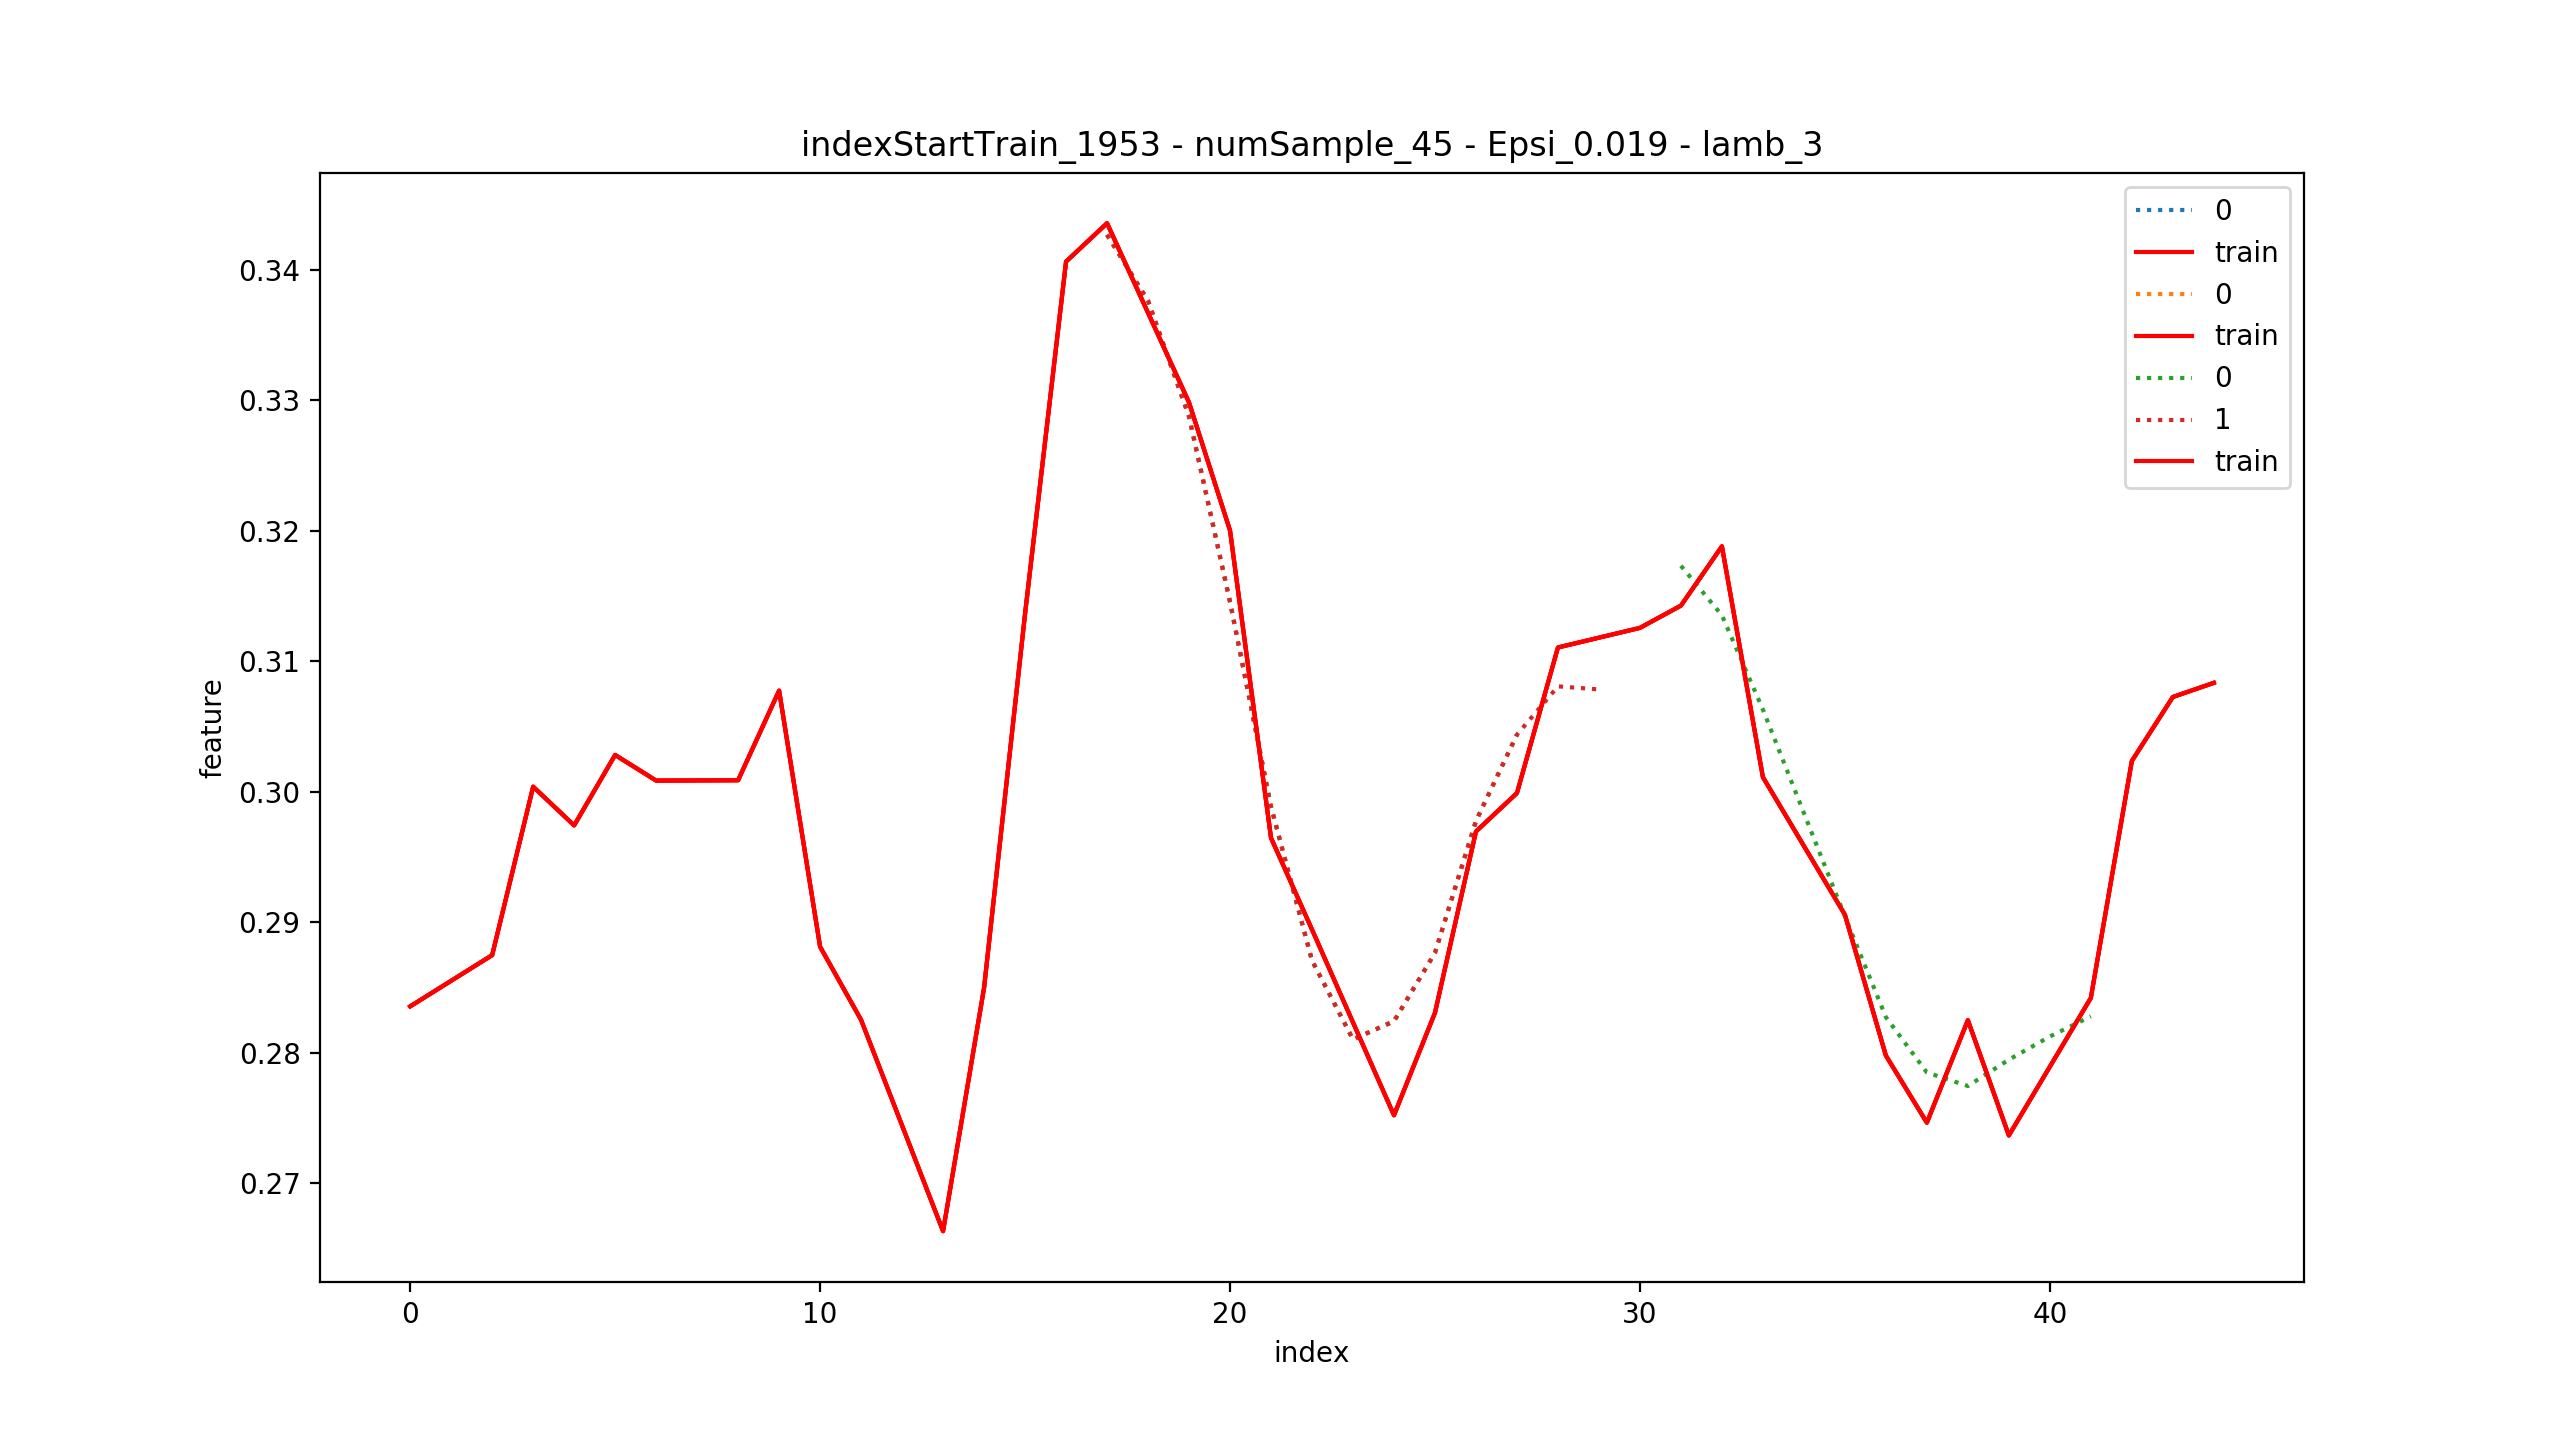 indexStartTrain_1953 - numSample_45 - Epsi_0.019 - lamb_3
0
train
0
train
0
1
train
0.34
0.33
0.32
0.31
0.30
0.29
0.28
0.27
feature
0 10 20 30 40
index